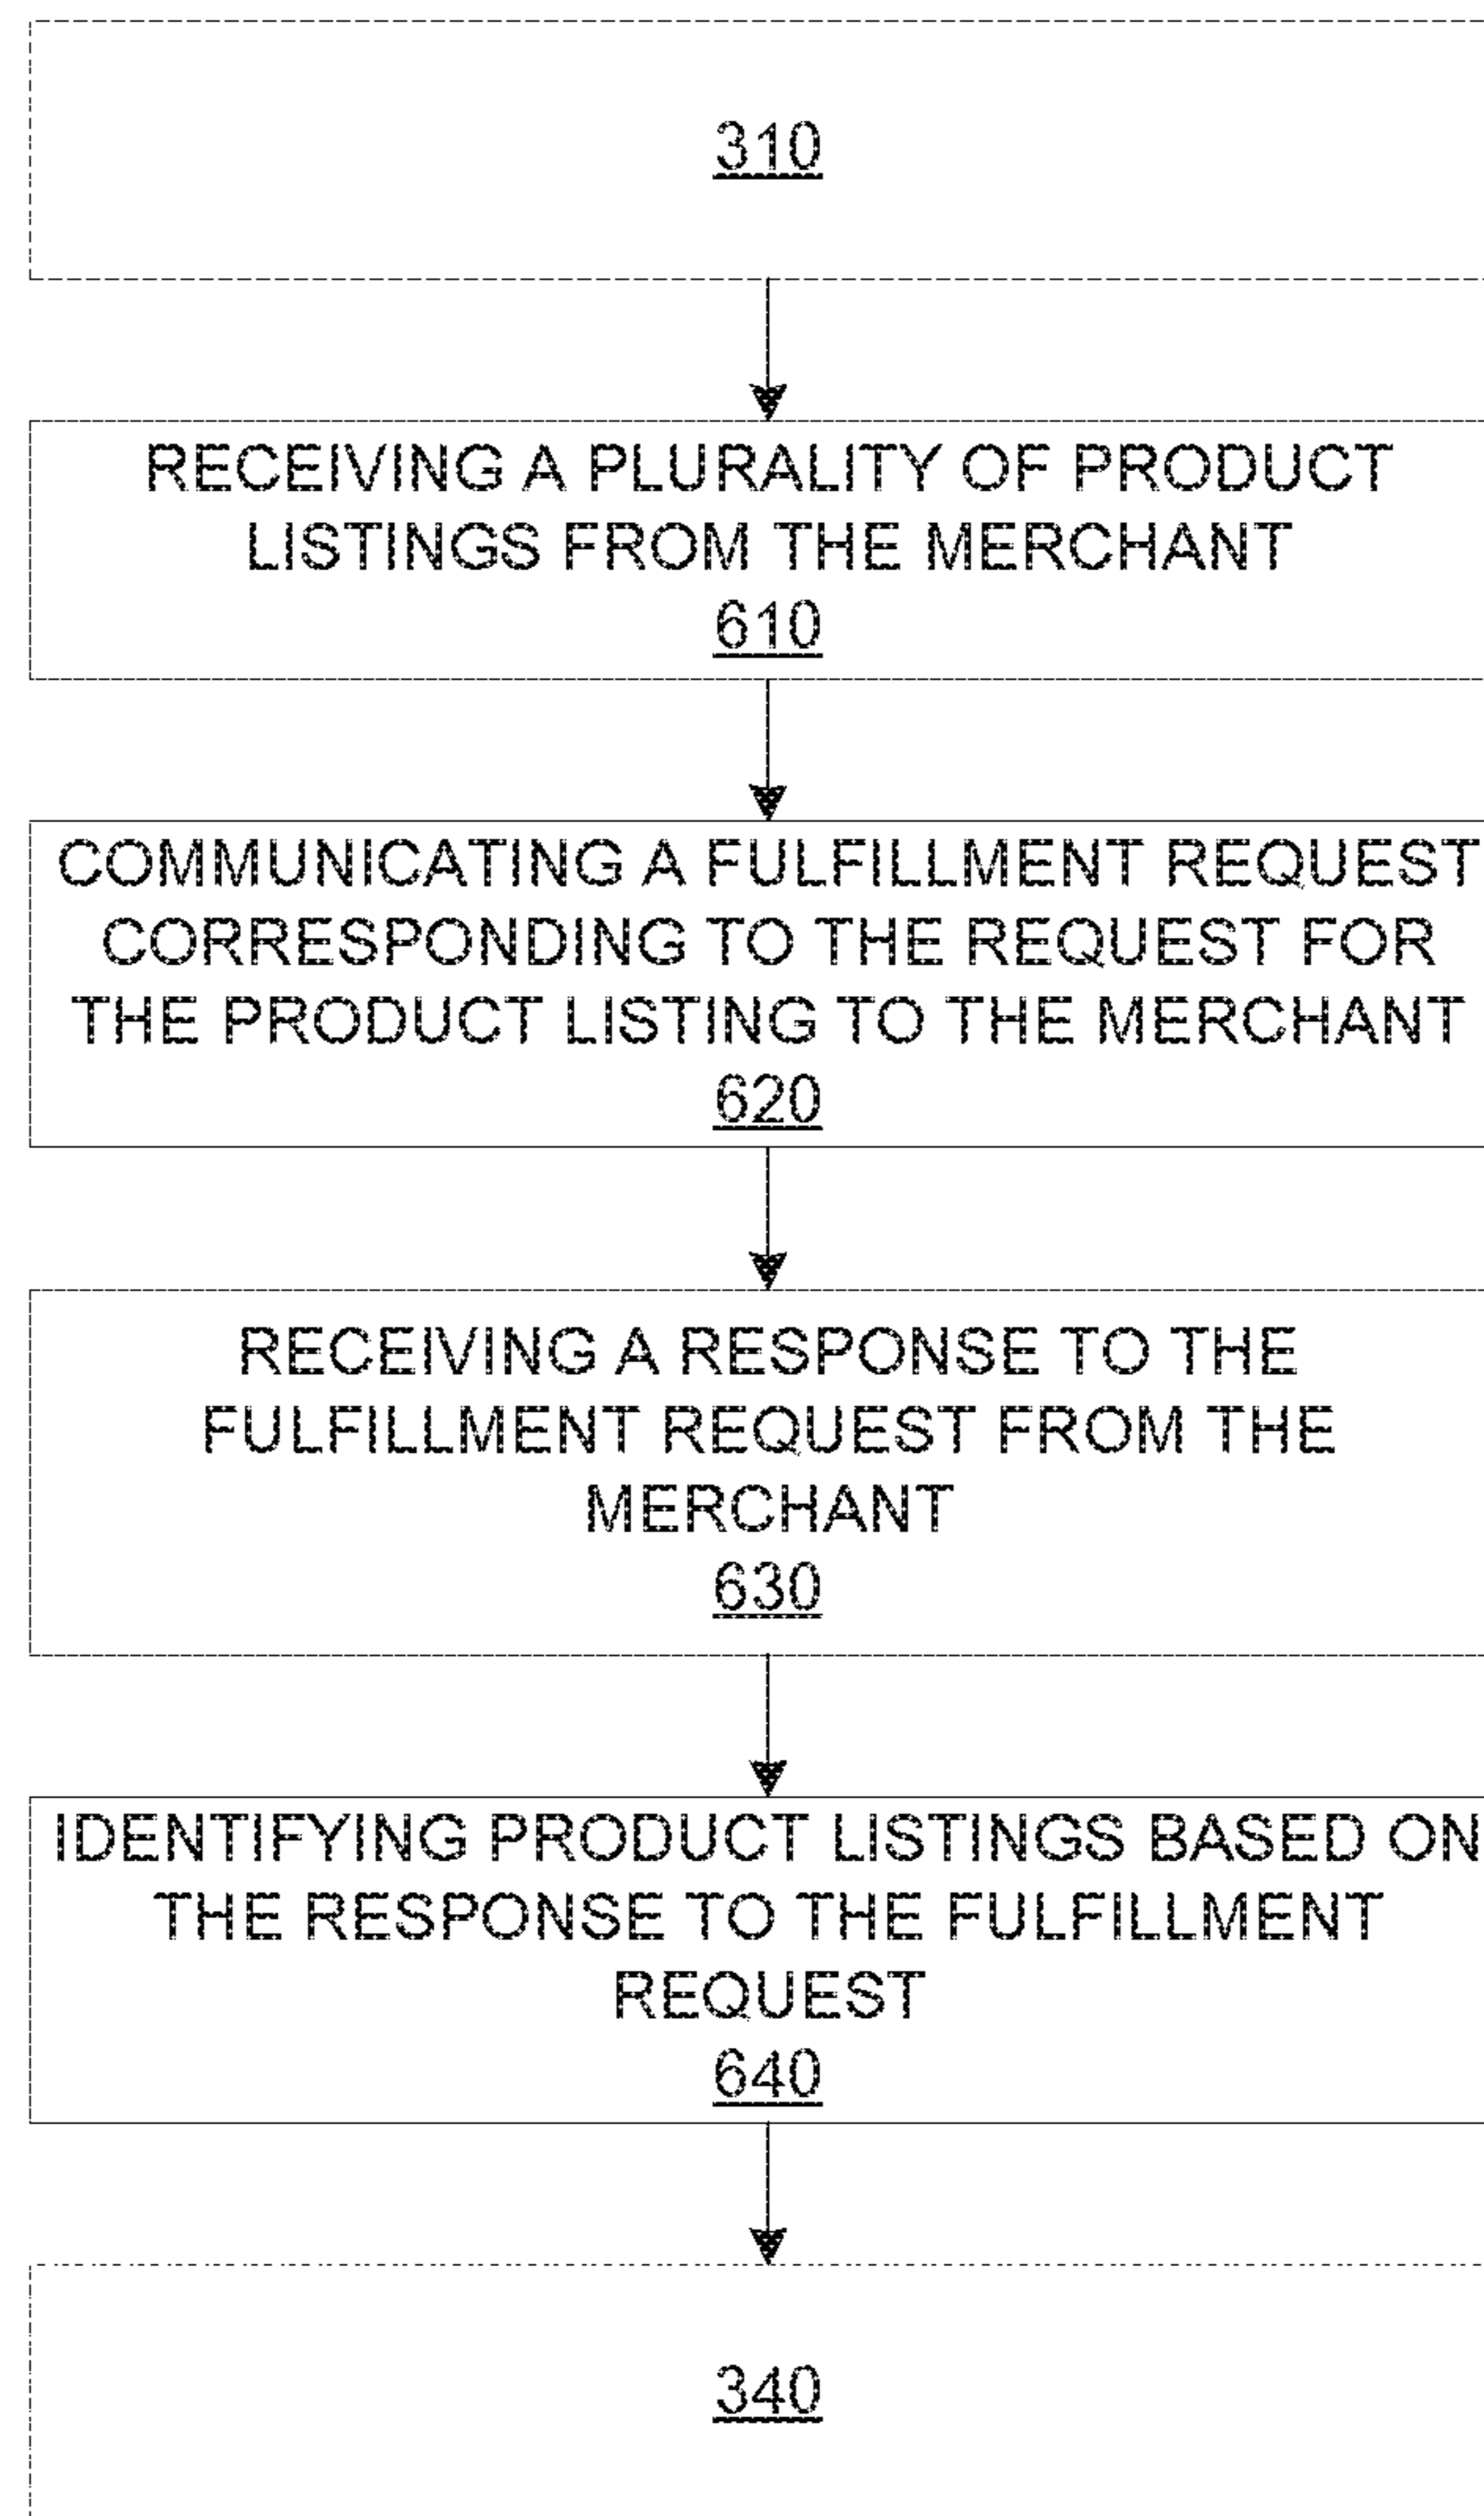 310
RECEIVING A PLURALITY OF PRODUCT
LISTINGS FROM THE MERCHANT
610
COMMUNICATING A FULFILLMENT REQUEST
CORRESPONDING TO THE REQUEST FOR
THE PRODUCT LISTING TO THE MERCHANT
620
RECEIVING A RESPONSE TO THE
FULFILLMENT REQUEST FROM THE
MERCHANT
630
IDENTIFYING PRODUCT LISTINGS BASED ON
THE RESPONSE TO THE FULFILLMENT
REQUEST
640
340